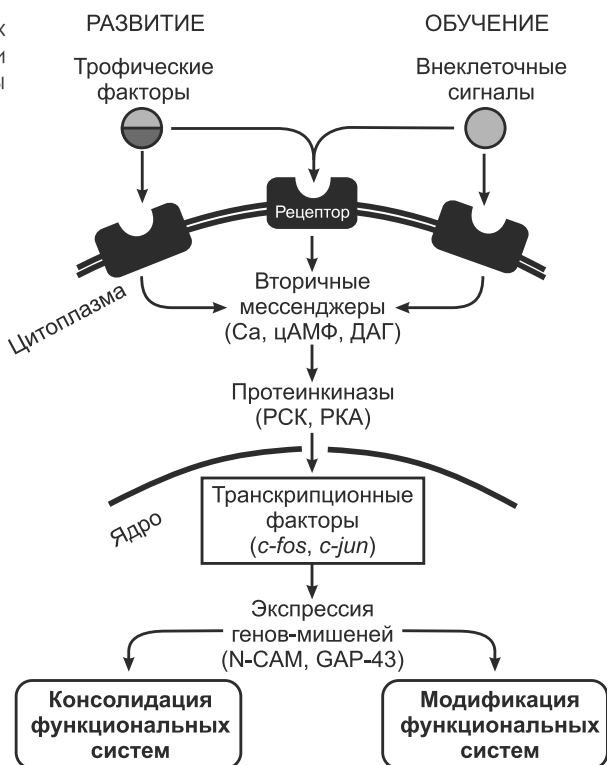 х
и
ы
РАЗВИТИЕ
ОБУЧЕНИЕ
Трофические
факторы
Внеклеточные
сигналы
Рецептор
Цитоплазма
Вторичные
мессенджеры
(Ca, цАМФ, ДАГ)
Протеинкиназы
(РСК, РКА)
Ядро
Транскрипционные
факторы
(c-fos, c-jun)
Экспрессия
генов-мишеней
(N-CAM, GAP-43)
Консолидация
функциональных
систем
Модификация
функциональных
систем